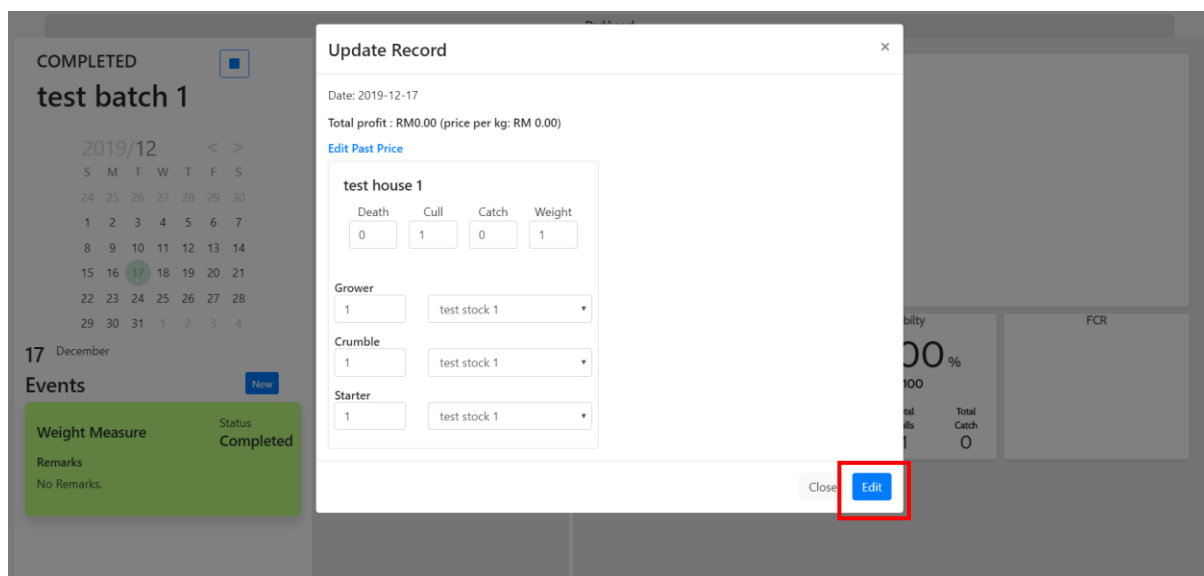 COMPLETED
test batch 1
2019/12 < >
S M T W T F S
24 25 26 27 28 29 30
1 2 3 4 5 6 7
8 9 10 11 12 13 14
15 16 17 18 19 20 21
22 23 24 25 26 27 28
29 30 31 1 2 3 4
17 December
Events New
Weight Measure
Status
Completed
Remarks
No Remarks.
Update Record ×
Date: 2019-12-17
Total profit : RM0.00 (price per kg: RM 0.00)
Edit Past Price
test house 1
Death Cull Catch Weight
0 1 0 1
Grower
1 test stock 1
Crumble
1 test stock 1
Starter
1 test stock 1
Close Edit
FCR
%
100
Total
Catch
0